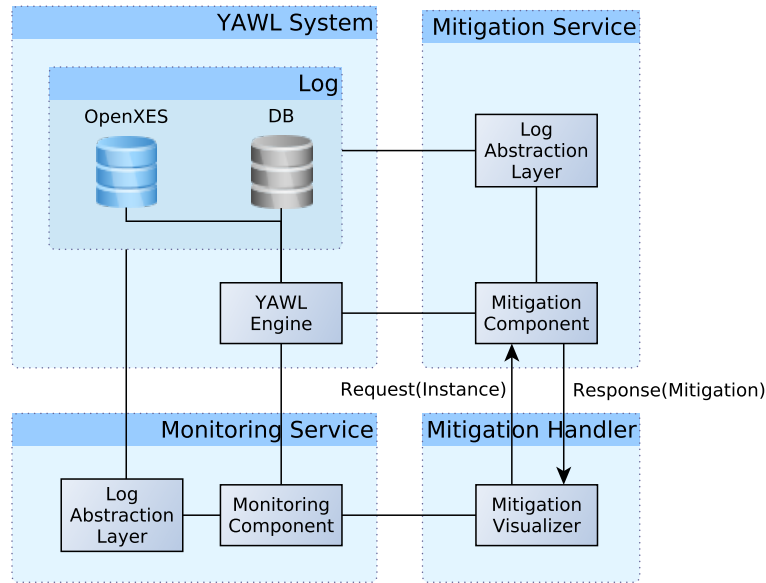 YAWL System
Mitigation Service
Log
OpenXES
DB
Log
Abstraction
Layer
YAWL
Engine
Mitigation
Component
Request(Instance)
Response(Mitigation)
Monitoring Service
Mitigation Handler
Log
Abstraction
Layer
Monitoring
Component
Mitigation
Visualizer